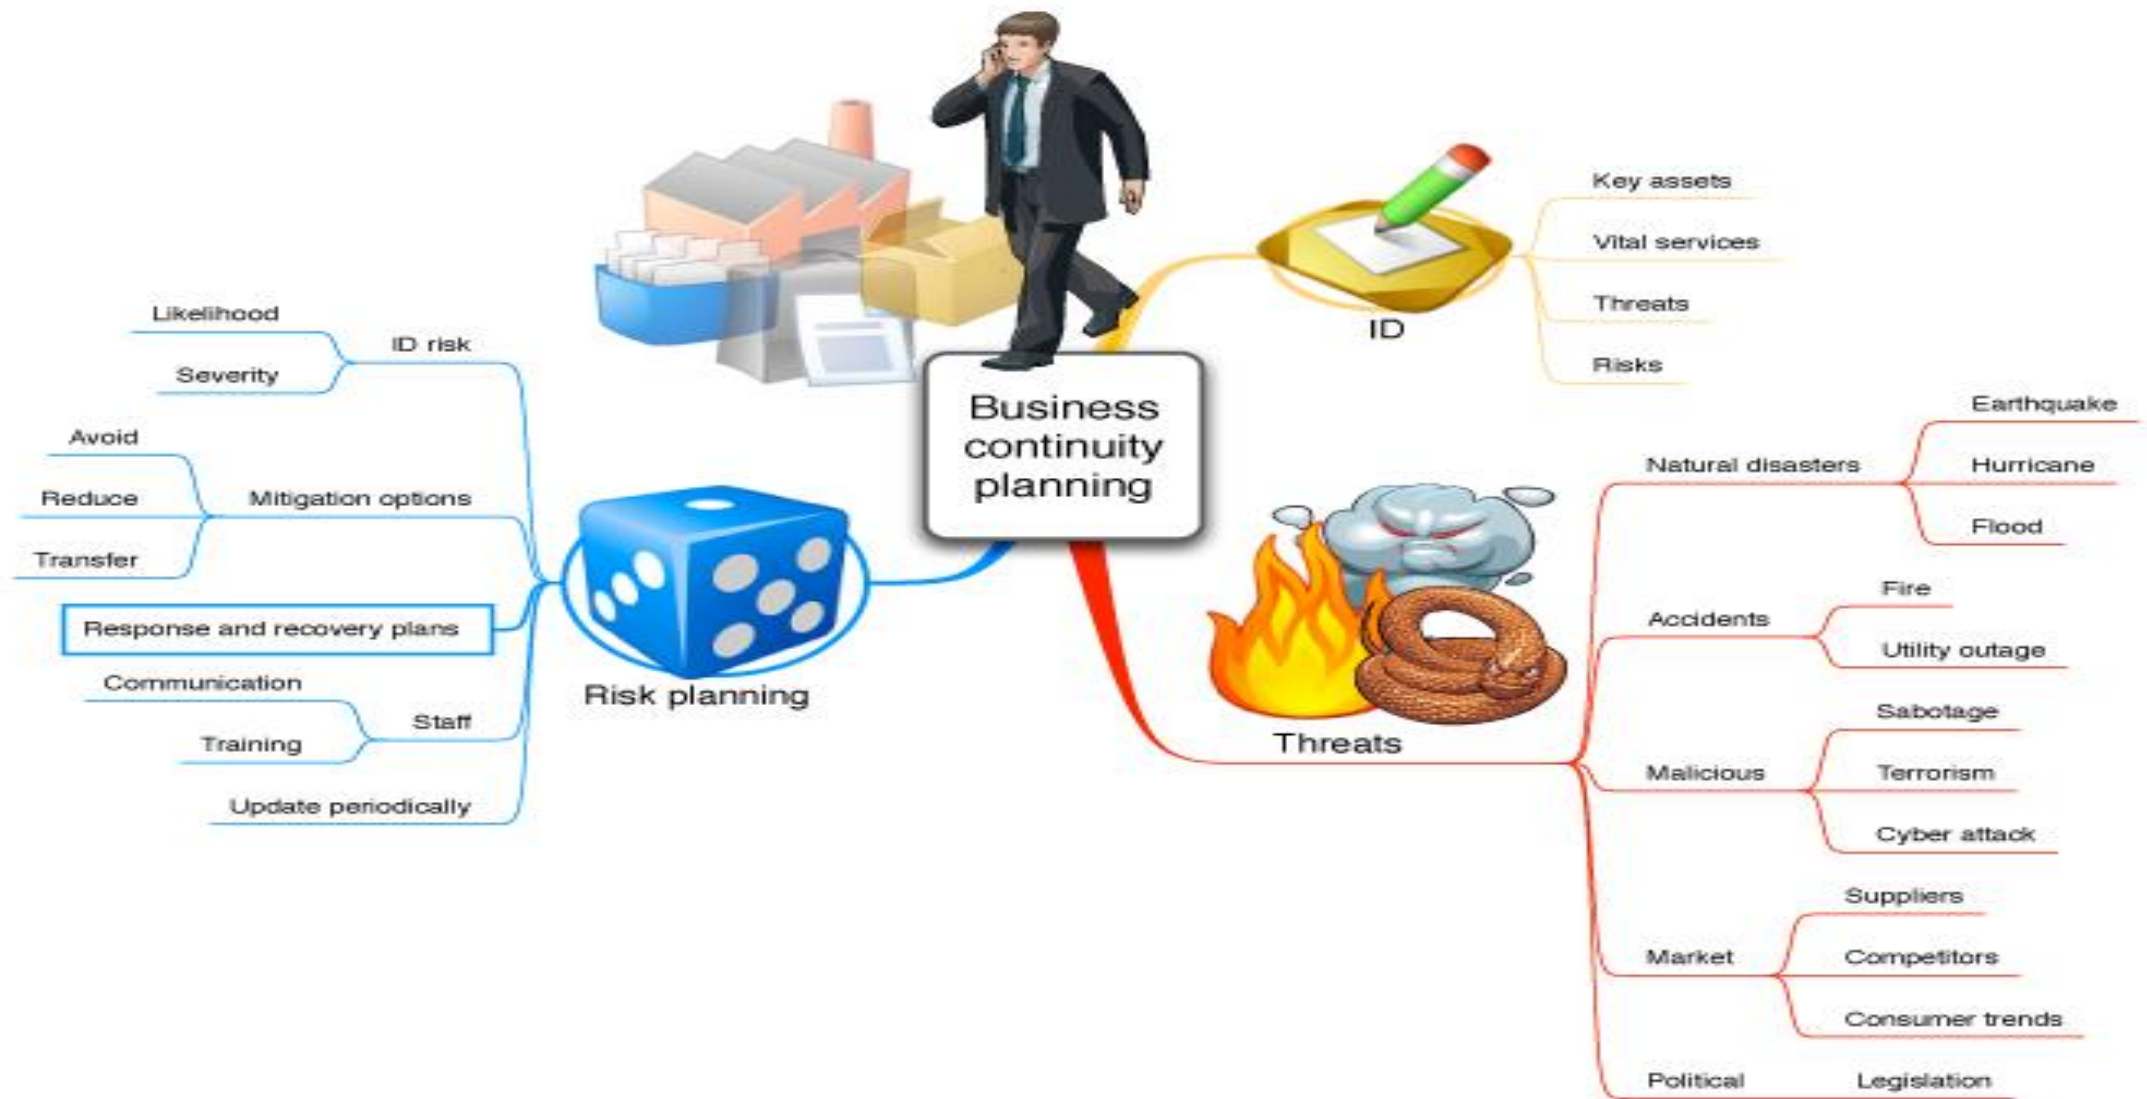 Business
continuity
planning
ID
Key assets
Vital services
Threats
Risks
Threats
Natural disasters
Earthquake
Hurricane
Flood
Accidents
Fire
Utility outage
Malicious
Sabotage
Terrorism
Cyber attack
Market
Suppliers
Competitors
Consumer trends
Political
Legislation
Risk planning
ID risk
Likelihood
Severity
Mitigation options
Avoid
Reduce
Transfer
Response and recovery plans
Staff
Communication
Training
Update periodically